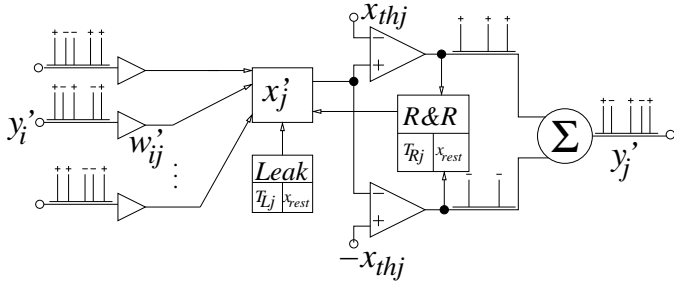 x_thj
+ + +
+ − − + +
−
+
x_j'
y_i'
w_ij'
R&R
T_Rj x_rest
Σ
y_j'
Leak
T_Lj x_rest
+ + − − +
−
+
− −
−x_thj